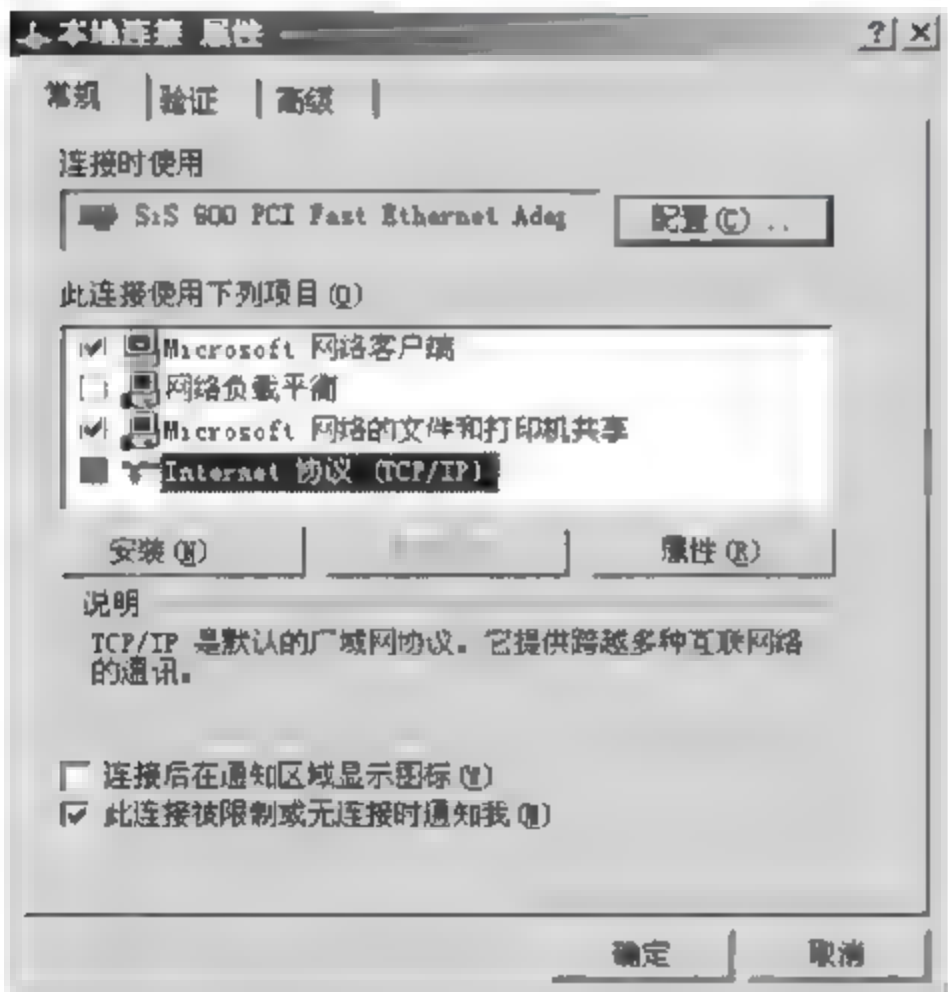 本地连接 属性
常规 验证 高级
连接时使用
SiS 900 PCI Fast Ethernet Adap 配置(C)...
此连接使用下列项目(O)
Microsoft 网络客户端
网络负载平衡
Microsoft 网络的文件和打印机共享
Internet 协议 (TCP/IP)
安装(N) 属性(R)
说明
TCP/IP 是默认的广域网协议。它提供跨越多种互联网络
的通讯。
连接后在通知区域显示图标(W)
此连接被限制或无连接时通知我(M)
确定 取消